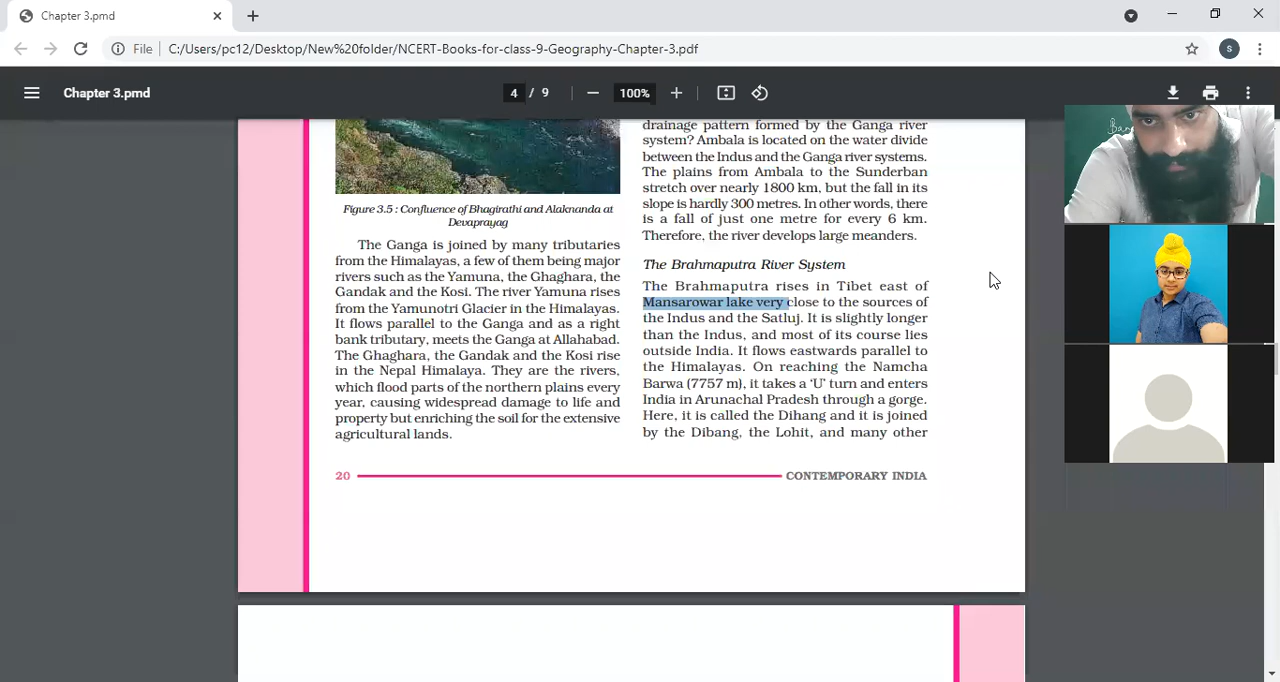 Chapter 3.pmd
File
C:/Users/pc12/Desktop/New%20folder/NCERT-Books-for-class-9-Geography-Chapter-3.pdf
S
Chapter 3.pmd
4 / 9
100%
Figure 3.5 : Confluence of Bhagirathi and Alaknanda at
Devaprayag
The Ganga is joined by many tributaries
from the Himalayas, a few of them being major
rivers such as the Yamuna, the Ghaghara, the
Gandak and the Kosi. The river Yamuna rises
from the Yamunotri Glacier in the Himalayas.
It flows parallel to the Ganga and as a right
bank tributary, meets the Ganga at Allahabad.
The Ghaghara, the Gandak and the Kosi rise
in the Nepal Himalaya. They are the rivers,
which flood parts of the northern plains every
year, causing widespread damage to life and
property but enriching the soil for the extensive
agricultural lands.
drainage pattern formed by the Ganga river
system? Ambala is located on the water divide
between the Indus and the Ganga river systems.
The plains from Ambala to the Sunderban
stretch over nearly 1800 km, but the fall in its
slope is hardly 300 metres. In other words, there
is a fall of just one metre for every 6 km.
Therefore, the river develops large meanders.
The Brahmaputra River System
The Brahmaputra rises in Tibet east of
Mansarowar lake very close to the sources of
the Indus and the Satluj. It is slightly longer
than the Indus, and most of its course lies
outside India. It flows eastwards parallel to
the Himalayas. On reaching the Namcha
Barwa (7757 m), it takes a ‘U’ turn and enters
India in Arunachal Pradesh through a gorge.
Here, it is called the Dihang and it is joined
by the Dibang, the Lohit, and many other
20
CONTEMPORARY INDIA